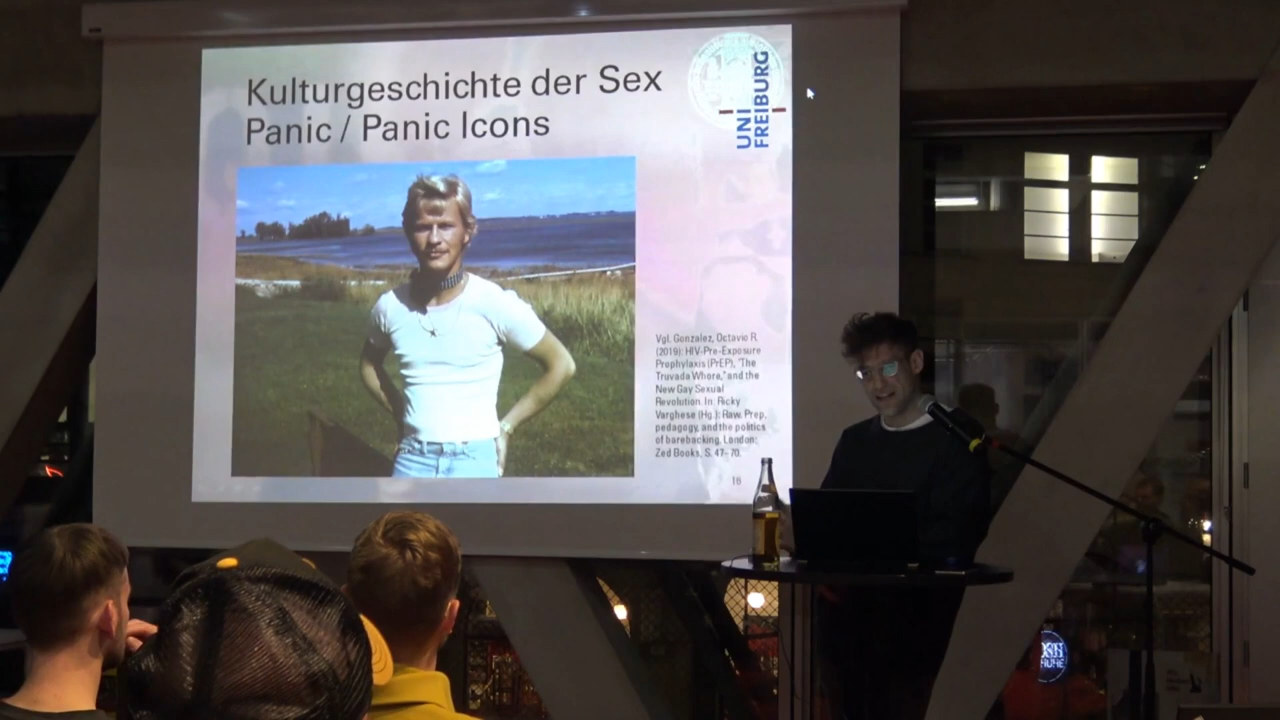 Kulturgeschichte der Sex
Panic / Panic Icons
UNI
FREIBURG
Vgl. Gonzalez, Octavio R.
(2019): HIV-Pre-Exposure
Prophylaxis (PrEP), "The
Truvada Whore," and the
New Gay Sexual
Revolution. In: Ricky
Varghese (Hg.): Raw. Prep,
pedagogy, and the politics
of barebacking. London:
Zed Books, S. 47-70.
18